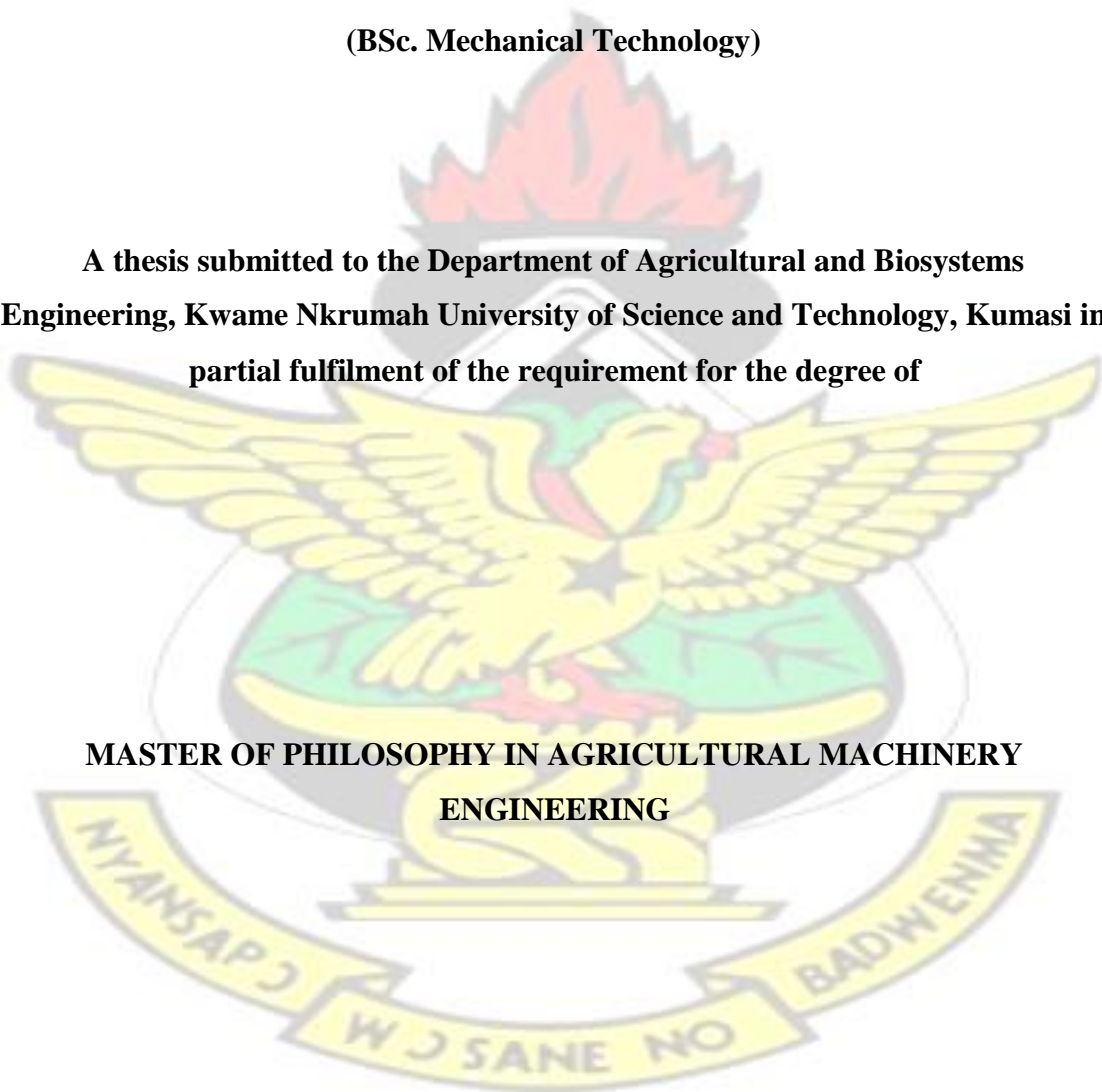 (BSc. Mechanical Technology)
A thesis submitted to the Department of Agricultural and Biosystems
Engineering, Kwame Nkrumah University of Science and Technology, Kumasi in
partial fulfilment of the requirement for the degree of
MASTER OF PHILOSOPHY IN AGRICULTURAL MACHINERY
ENGINEERING
NYANSAPƆ WƆSANE NO BADWENMA